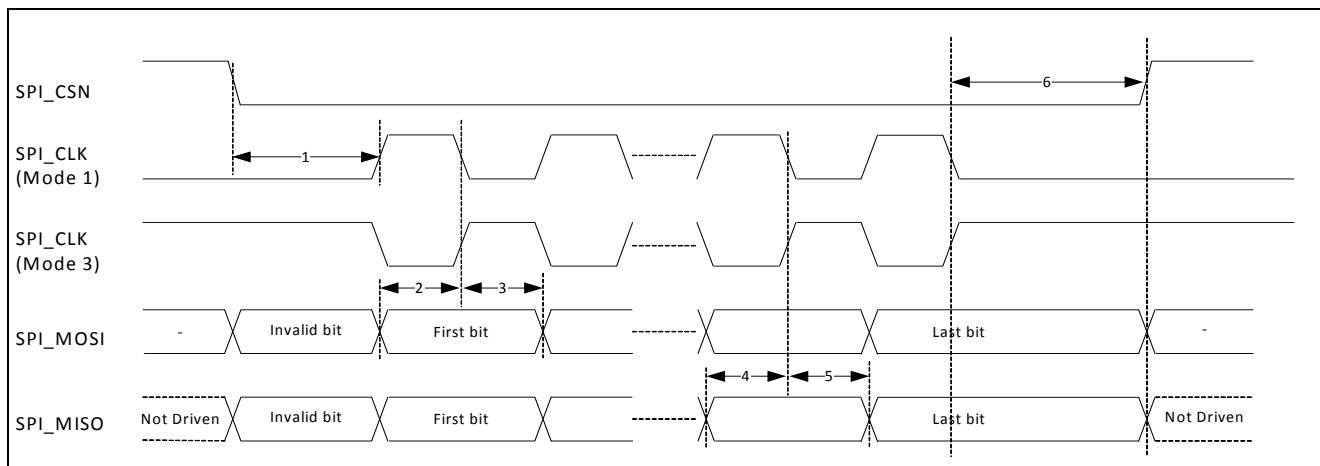 SPI_CSN
6
SPI_CLK
(Mode 1)
1
SPI_CLK
(Mode 3)
2
3
SPI_MOSI
-
Invalid bit
First bit
Last bit
-
4
5
SPI_MISO
Not Driven
Invalid bit
First bit
Last bit
Not Driven